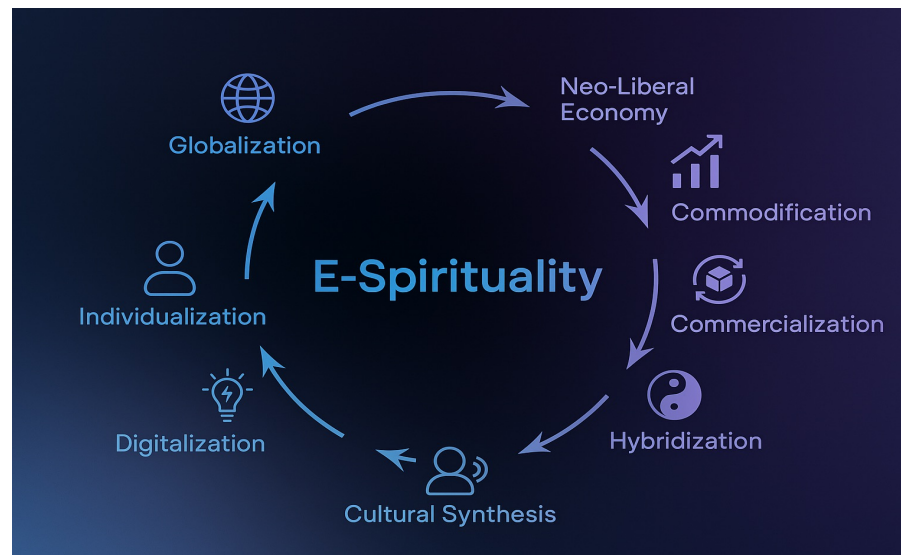 Globalization
Neo-Liberal
Economy
Commodification
Commercialization
Hybridization
Cultural Synthesis
Digitalization
Individualization
E-Spirituality